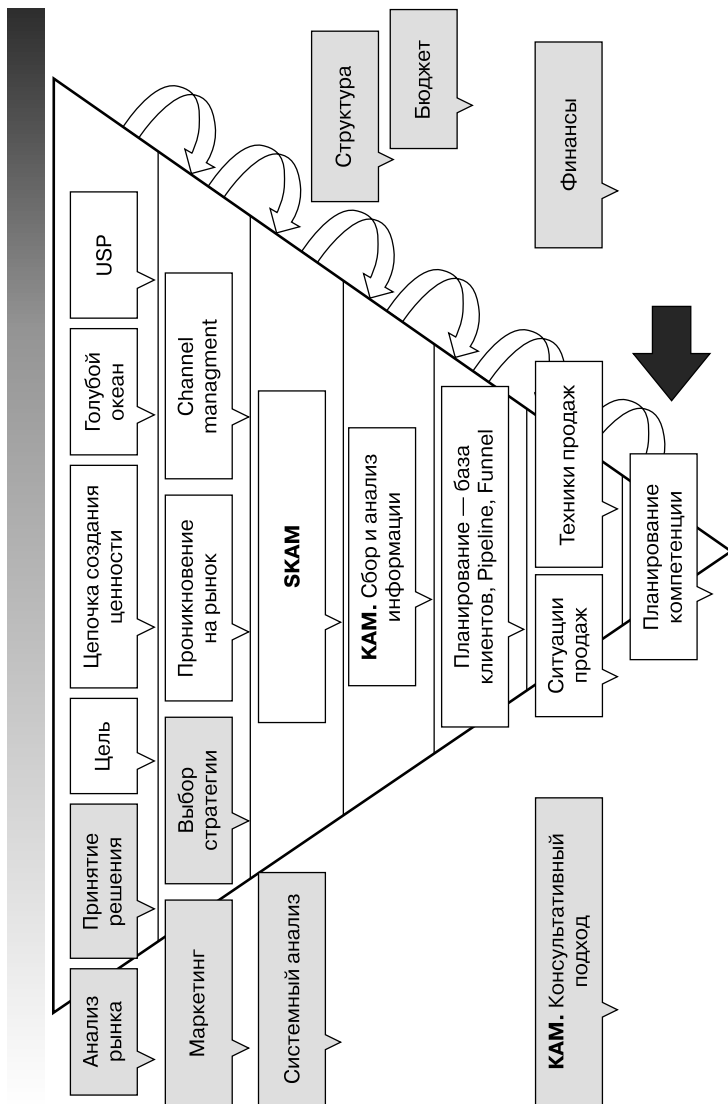 Анализ
рынка
Принятие
решения
Цель
Цепочка создания
ценности
Голубой
океан
USP
Маркетинг
Выбор
стратегии
Проникновение
на рынок
Channel
managment
Системный анализ
SKAM
Структура
KAM. Сбор и анализ
информации
Бюджет
Планирование — база
клиентов, Pipeline, Funnel
KAM. Консультативный
подход
Ситуации
продаж
Техники продаж
Финансы
Планирование
компетенции